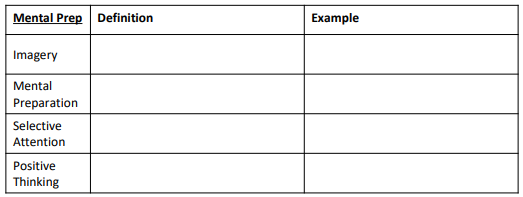 Mental Prep Definition Example
Imagery
Mental
Preparation
Selective
Attention
Positive
Thinking